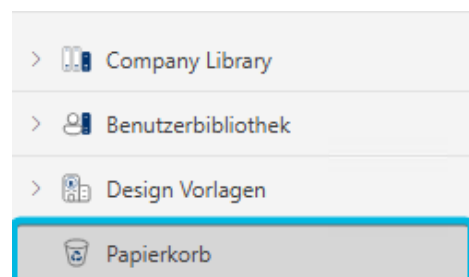 Company Library
Benutzerbibliothek
Design Vorlagen
Papierkorb